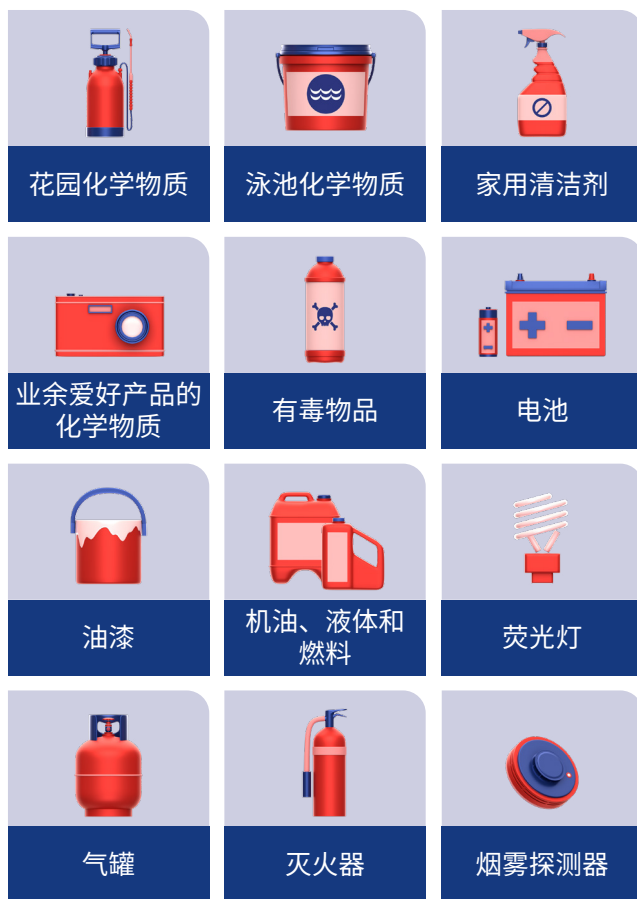 花园化学物质
泳池化学物质
家用清洁剂
业余爱好产品的
化学物质
有毒物品
电池
油漆
机油、液体和
燃料
荧光灯
气罐
灭火器
烟雾探测器